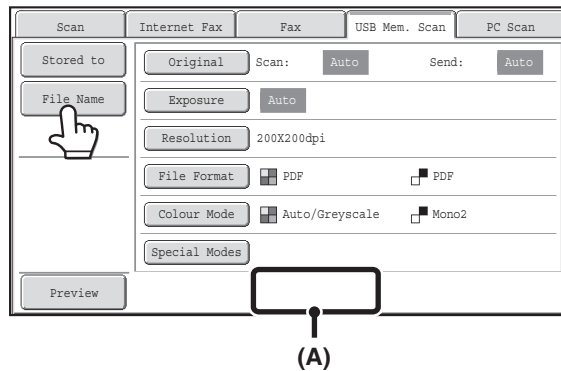 Scan Internet Fax Fax USB Mem. Scan PC Scan
Stored to Original Scan: Auto Send: Auto
File Name Exposure Auto
Resolution 200X200dpi
File Format PDF PDF
Colour Mode Auto/Greyscale Mono2
Special Modes
Preview
(A)